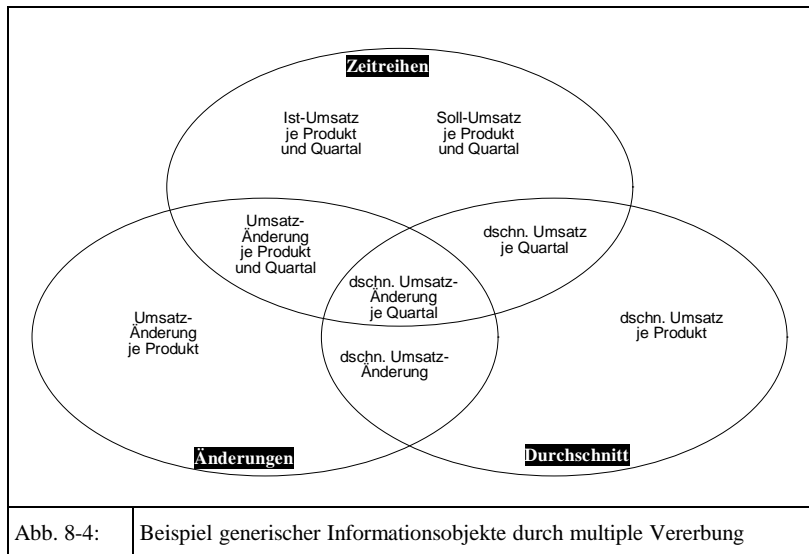 Zeitreihen
Ist-Umsatz
je Produkt
und Quartal
Soll-Umsatz
je Produkt
und Quartal
Umsatz-
Änderung
je Produkt
und Quartal
dschn. Umsatz
je Quartal
dschn. Umsatz-
Änderung
je Quartal
Umsatz-
Änderung
je Produkt
dschn. Umsatz
je Produkt
dschn. Umsatz-
Änderung
Änderungen
Durchschnitt
Abb. 8-4: Beispiel generischer Informationsobjekte durch multiple Vererbung